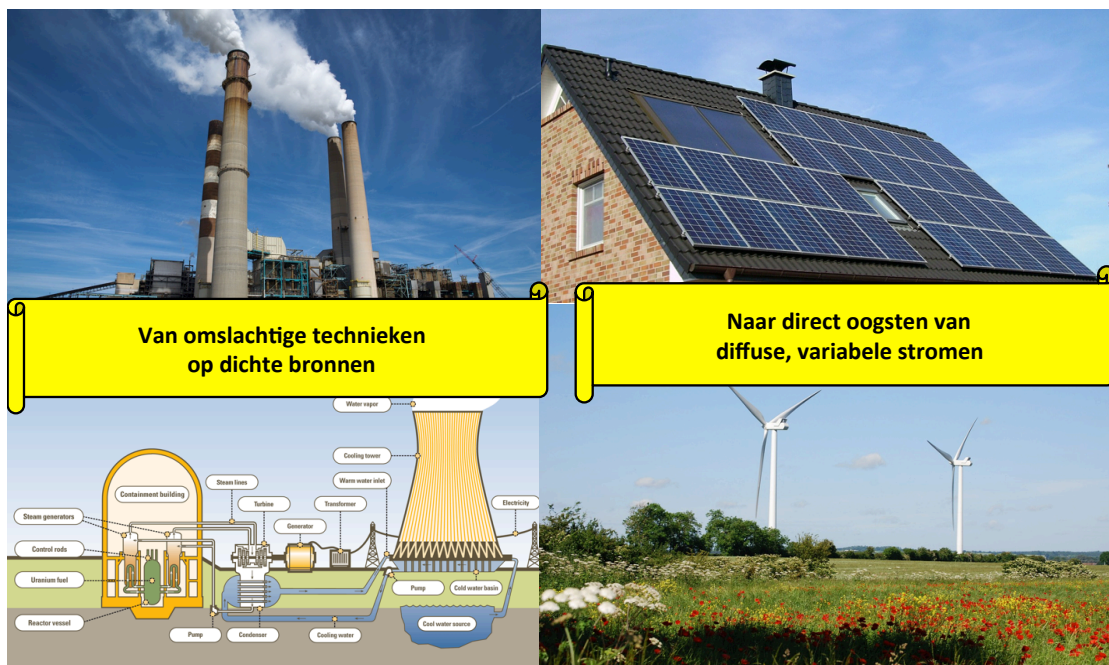 Van omslachtige technieken
op dichte bronnen
Naar direct oogsten van
diffuse, variabele stromen
Water vapor
Cooling tower
Warm water inlet
Steam lines
Turbine
Transformer
Electricity
Containment building
Generator
Steam generators
Control rods
Uranium fuel
Reactor vessel
Pump
Condenser
Cooling water
Pump
Cold water basin
Cool water source